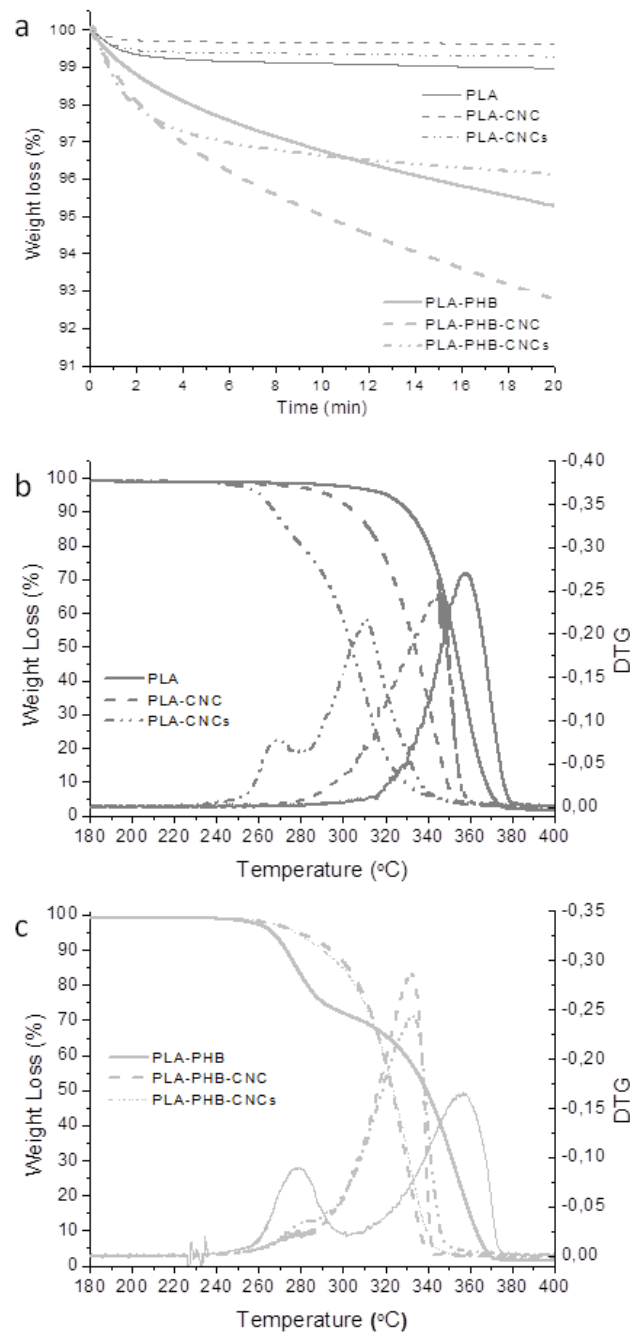 a
100
99
98
97
96
95
94
93
92
91
Weight loss (%)
PLA
PLA-CNC
PLA-CNCs
PLA-PHB
PLA-PHB-CNC
PLA-PHB-CNCs
0 2 4 6 8 10 12 14 16 18 20
Time (min)
b
100
90
80
70
60
50
40
30
20
10
0
Weight Loss (%)
PLA
PLA-CNC
PLA-CNCs
-0,40
-0,35
-0,30
-0,25
-0,20
-0,15
-0,10
-0,05
0,00
DTG
180 200 220 240 260 280 300 320 340 360 380 400
Temperature (ºC)
c
100
90
80
70
60
50
40
30
20
10
0
Weight Loss (%)
PLA-PHB
PLA-PHB-CNC
PLA-PHB-CNCs
-0,35
-0,30
-0,25
-0,20
-0,15
-0,10
-0,05
0,00
DTG
180 200 220 240 260 280 300 320 340 360 380 400
Temperature (ºC)